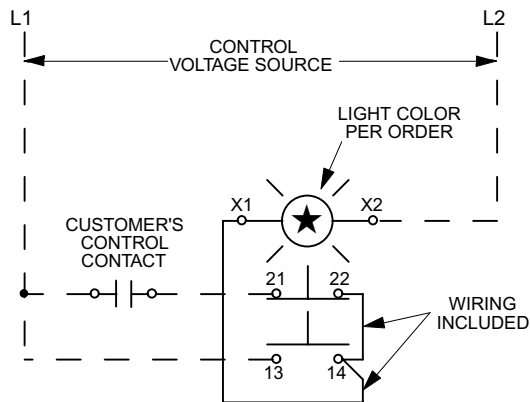 L1
L2
CONTROL
VOLTAGE SOURCE
LIGHT COLOR
PER ORDER
X1
X2
CUSTOMER'S
CONTROL
CONTACT
21
22
WIRING
INCLUDED
13
14